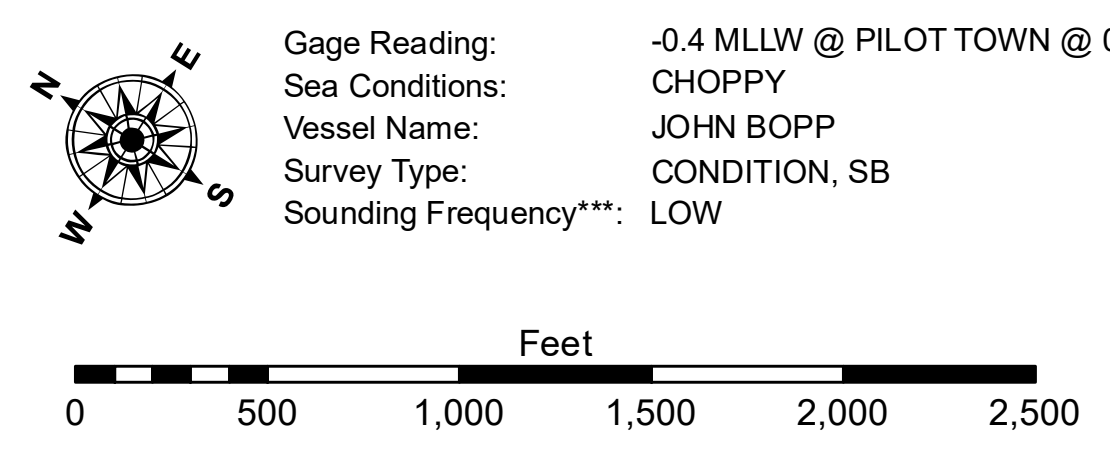 N
E
S
W
Gage Reading: -0.4 MLLW @ PILOT TOWN @
Sea Conditions: CHOPPY
Vessel Name: JOHN BOPP
Survey Type: CONDITION, SB
Sounding Frequency***: LOW
Feet
0 500 1,000 1,500 2,000 2,500